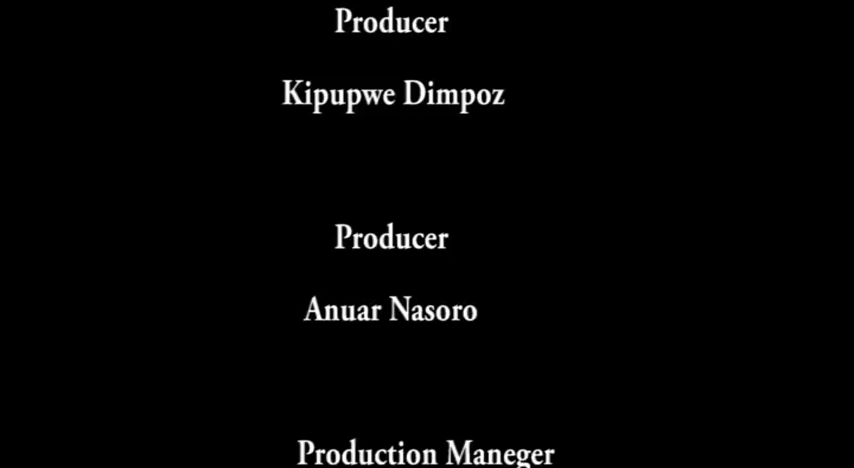 Producer
Kipupwe Dimpoz
Producer
Anuar Nasoro
Production Maneger